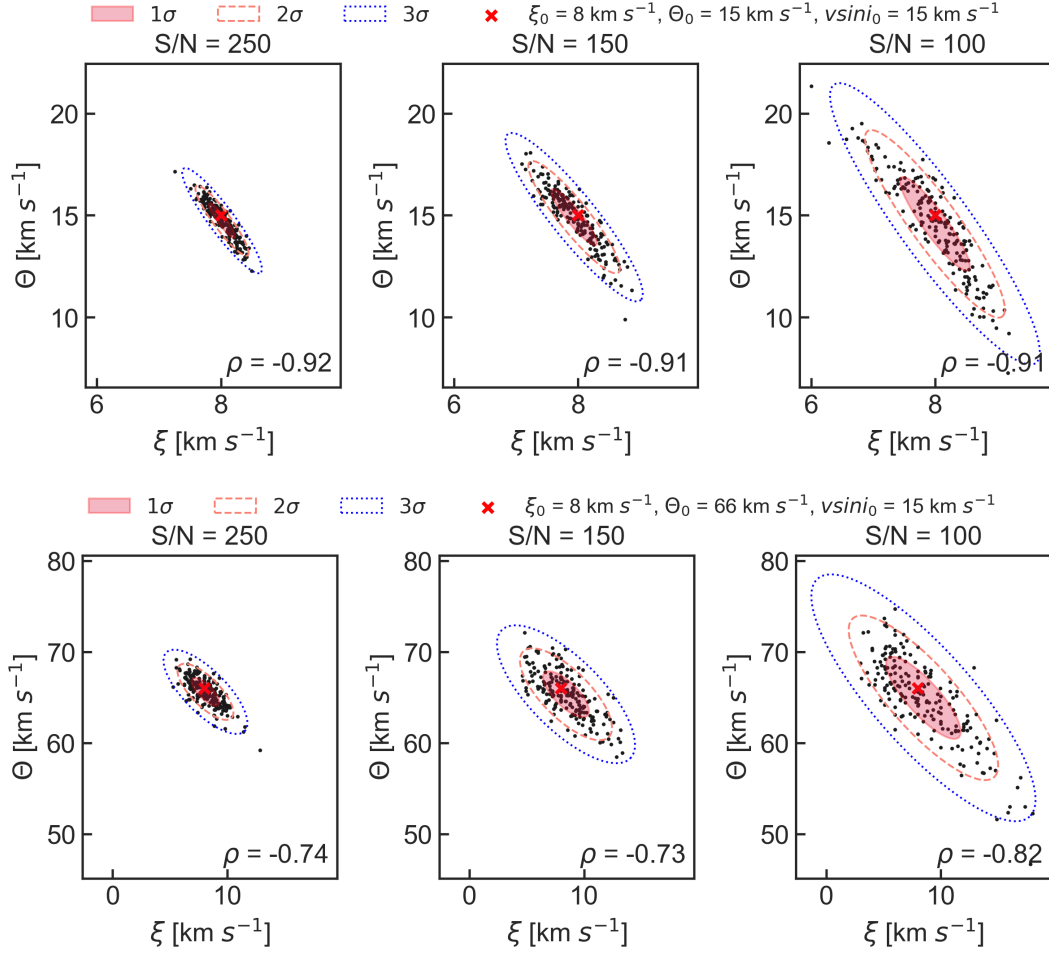 1σ 2σ 3σ ξ₀ = 8 km s⁻¹, Θ₀ = 15 km s⁻¹, vsini₀ = 15 km s⁻¹
S/N = 250 S/N = 150 S/N = 100
20 20 20
15 15 15
10 10 10
Θ [km s⁻¹] Θ [km s⁻¹] Θ [km s⁻¹]
ρ = -0.92 ρ = -0.91 ρ = -0.91
6 8 6 8 6 8
ξ [km s⁻¹] ξ [km s⁻¹] ξ [km s⁻¹]
1σ 2σ 3σ ξ₀ = 8 km s⁻¹, Θ₀ = 66 km s⁻¹, vsini₀ = 15 km s⁻¹
S/N = 250 S/N = 150 S/N = 100
80 80 80
70 70 70
60 60 60
50 50 50
Θ [km s⁻¹] Θ [km s⁻¹] Θ [km s⁻¹]
ρ = -0.74 ρ = -0.73 ρ = -0.82
0 10 0 10 0 10
ξ [km s⁻¹] ξ [km s⁻¹] ξ [km s⁻¹]